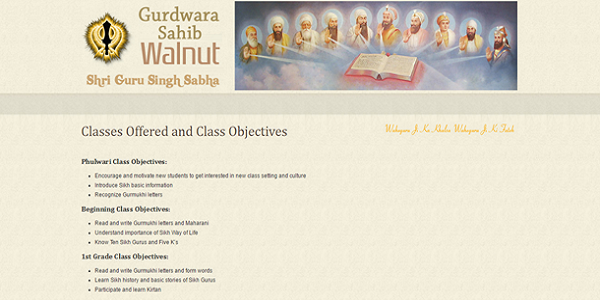 Gurdwara
Sahib
Walnut
Shri Guru Singh Sabha
Classes Offered and Class Objectives
Waheguru Ji Ka Khalsa Waheguru Ji Ki Fateh
Phulwari Class Objectives:
Encourage and motivate new students to get interested in new class setting and culture
Introduce Sikh basic information
Recognize Gurmukhi letters
Beginning Class Objectives:
Read and write Gurmukhi letters and Maharani
Understand importance of Sikh Way of Life
Know Ten Sikh Gurus and Five K's
1st Grade Class Objectives:
Read and write Gurmukhi letters and form words
Learn Sikh history and basic stories of Sikh Gurus
Participate and learn Kirtan